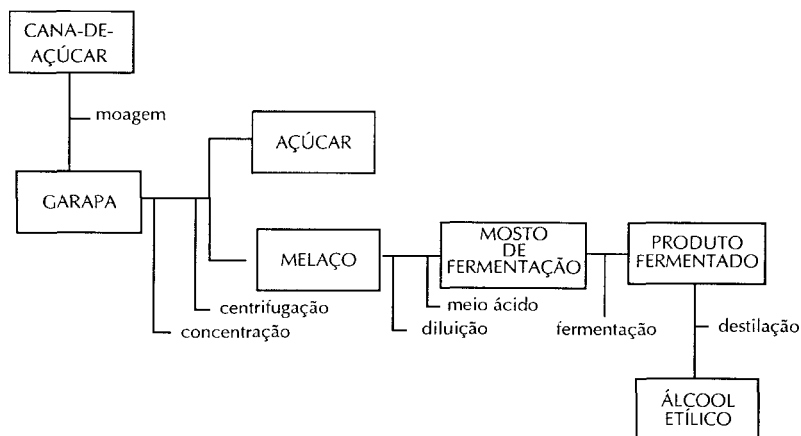 CANA-DE-
AÇÚCAR
moagem
AÇÚCAR
GARAPA
MELAÇO
MOSTO
DE
FERMENTAÇÃO
PRODUTO
FERMENTADO
centrifugação
concentração
meio ácido
diluição
fermentação
destilação
ÁLCOOL
ETÍLICO